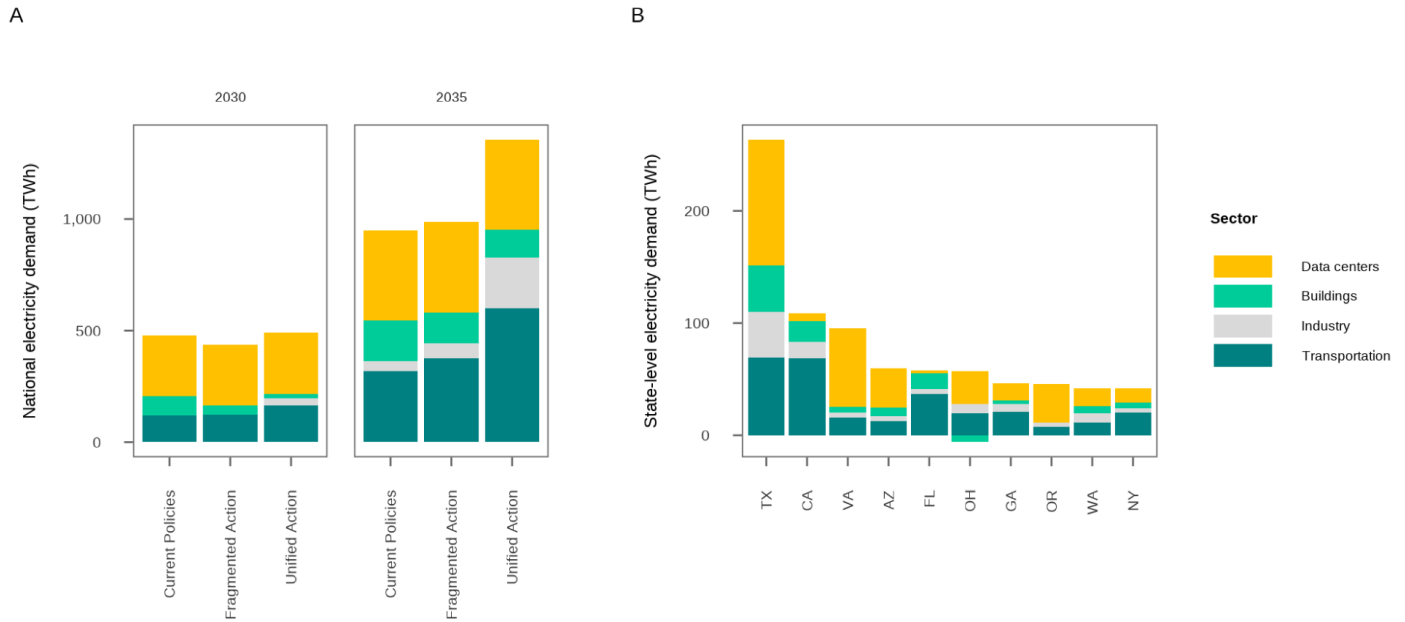 A
2030
2035
National electricity demand (TWh)
1,000
500
0
Current Policies
Fragmented Action
Unified Action
Current Policies
Fragmented Action
Unified Action
B
State-level electricity demand (TWh)
200
100
0
TX
CA
VA
AZ
FL
OH
GA
OR
WA
NY
Sector
Data centers
Buildings
Industry
Transportation